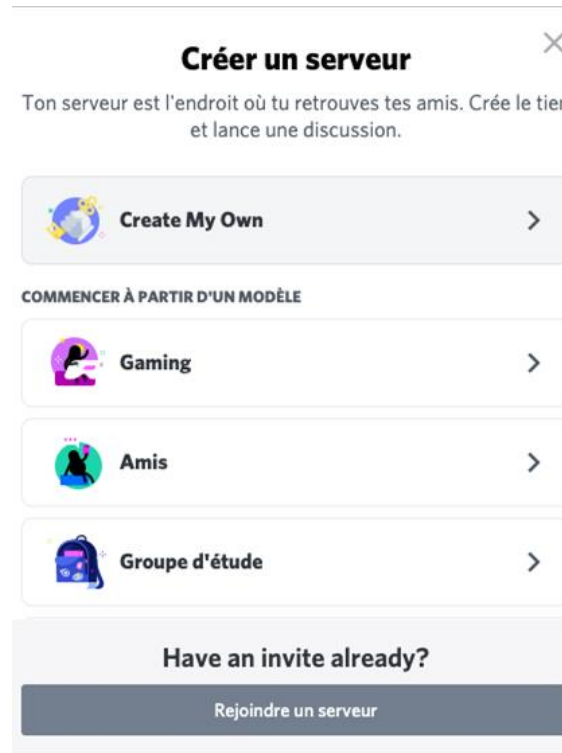 Créer un serveur
Ton serveur est l'endroit où tu retrouves tes amis. Crée le tien
et lance une discussion.
Create My Own
COMMENCER À PARTIR D'UN MODÈLE
Gaming
Amis
Groupe d'étude
Have an invite already?
Rejoindre un serveur